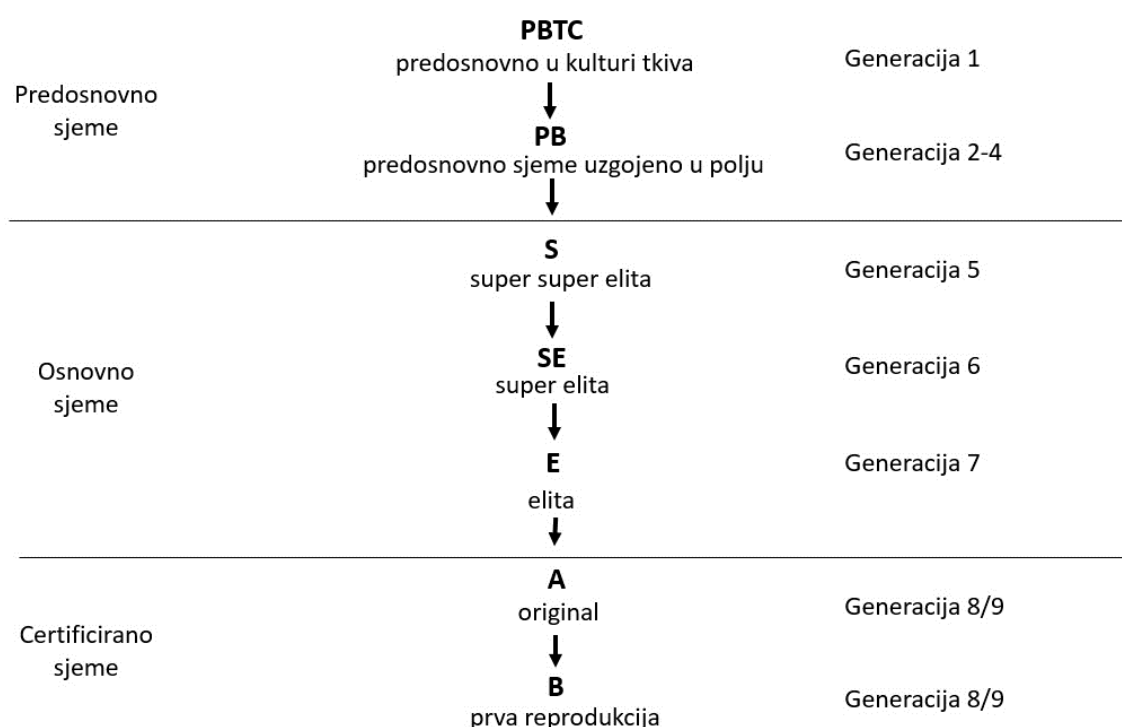 PBTC
predosnovno u kulturi tkiva
Generacija 1
Predosnovno
sjeme
PB
predosnovno sjeme uzgojeno u polju
Generacija 2-4
S
super super elita
Generacija 5
Osnovno
sjeme
SE
super elita
Generacija 6
E
elita
Generacija 7
Certificirano
sjeme
A
original
Generacija 8/9
B
prva reprodukcija
Generacija 8/9